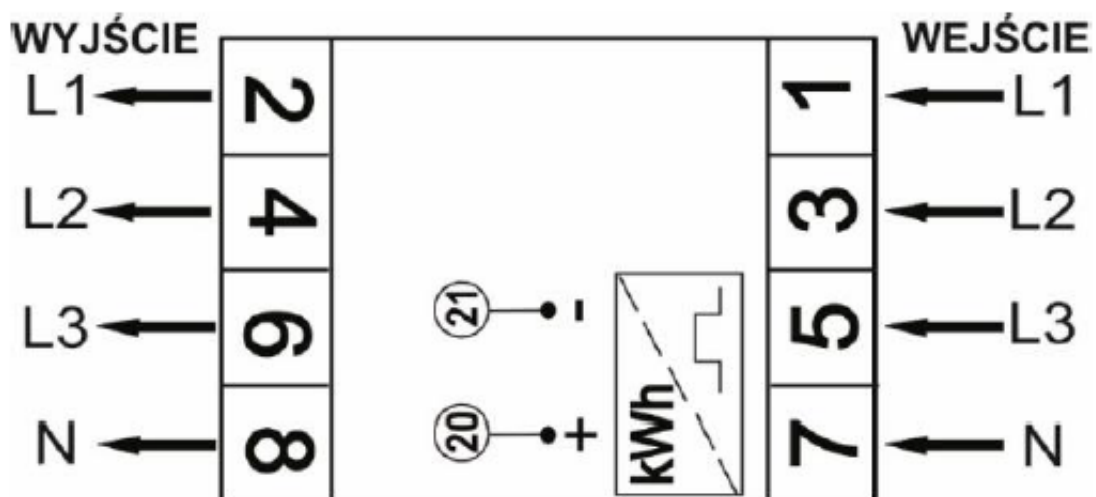 WYJŚCIE WEJŚCIE
L1 2 1 L1
L2 4 3 L2
L3 6 21 - 5 L3
N 8 20 + kWh 7 N